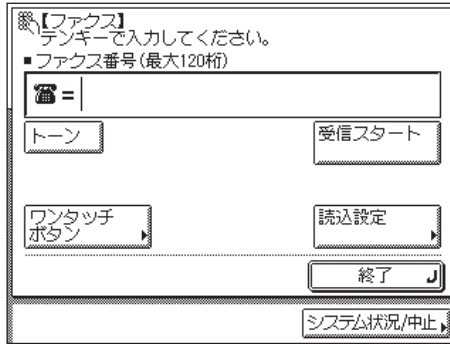 【ファクス】
テンキーで入力してください。
■ファクス番号(最大120桁)
☎=
トーン
受信スタート
ワンタッチ
ボタン
読込設定
終了
システム状況/中止